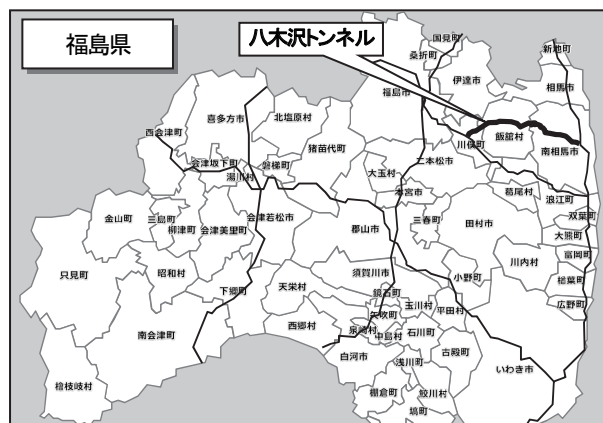 福島県
八木沢トンネル
国見町
桑折町
新地町
伊達市
相馬市
福島市
喜多方市
北塩原村
西会津町
猪苗代町
川俣町
飯舘村
南相馬市
会津坂下町
磐梯町
湯川村
大玉村
二本松市
本宮市
葛尾村
浪江町
双葉町
金山町
三島町
柳津町
会津美里町
会津若松市
郡山市
三春町
田村市
大熊町
富岡町
只見町
昭和村
川内村
楢葉町
下郷町
天栄村
須賀川市
小野町
鏡石町
玉川村
平田村
広野町
南会津町
西郷村
矢吹町
泉崎村
中島村
石川町
白河市
浅川町
古殿町
いわき市
檜枝岐村
棚倉町
鮫川村
塙町